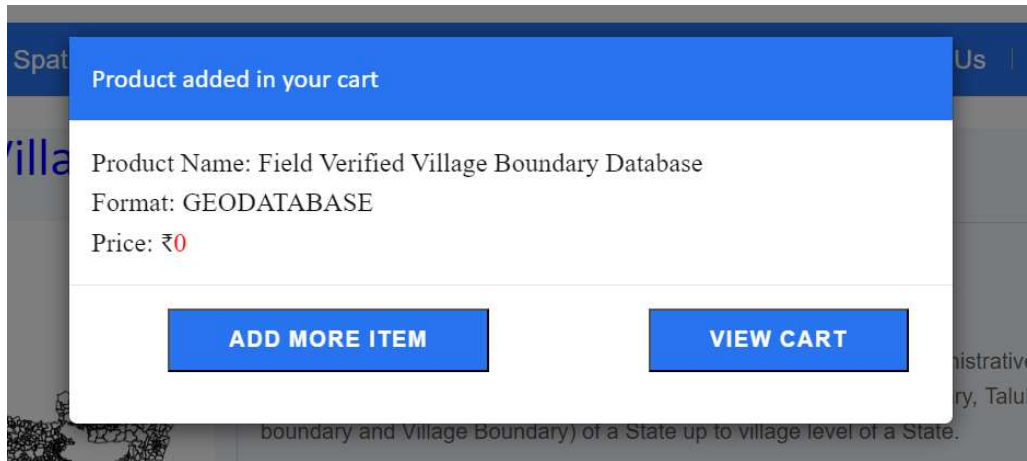 Spat
Us
Product added in your cart
Villa
Product Name: Field Verified Village Boundary Database
Format: GEODATABASE
Price: ₹0
ADD MORE ITEM
VIEW CART
nistrative
ry, Talu
boundary and Village Boundary) of a State up to village level of a State.